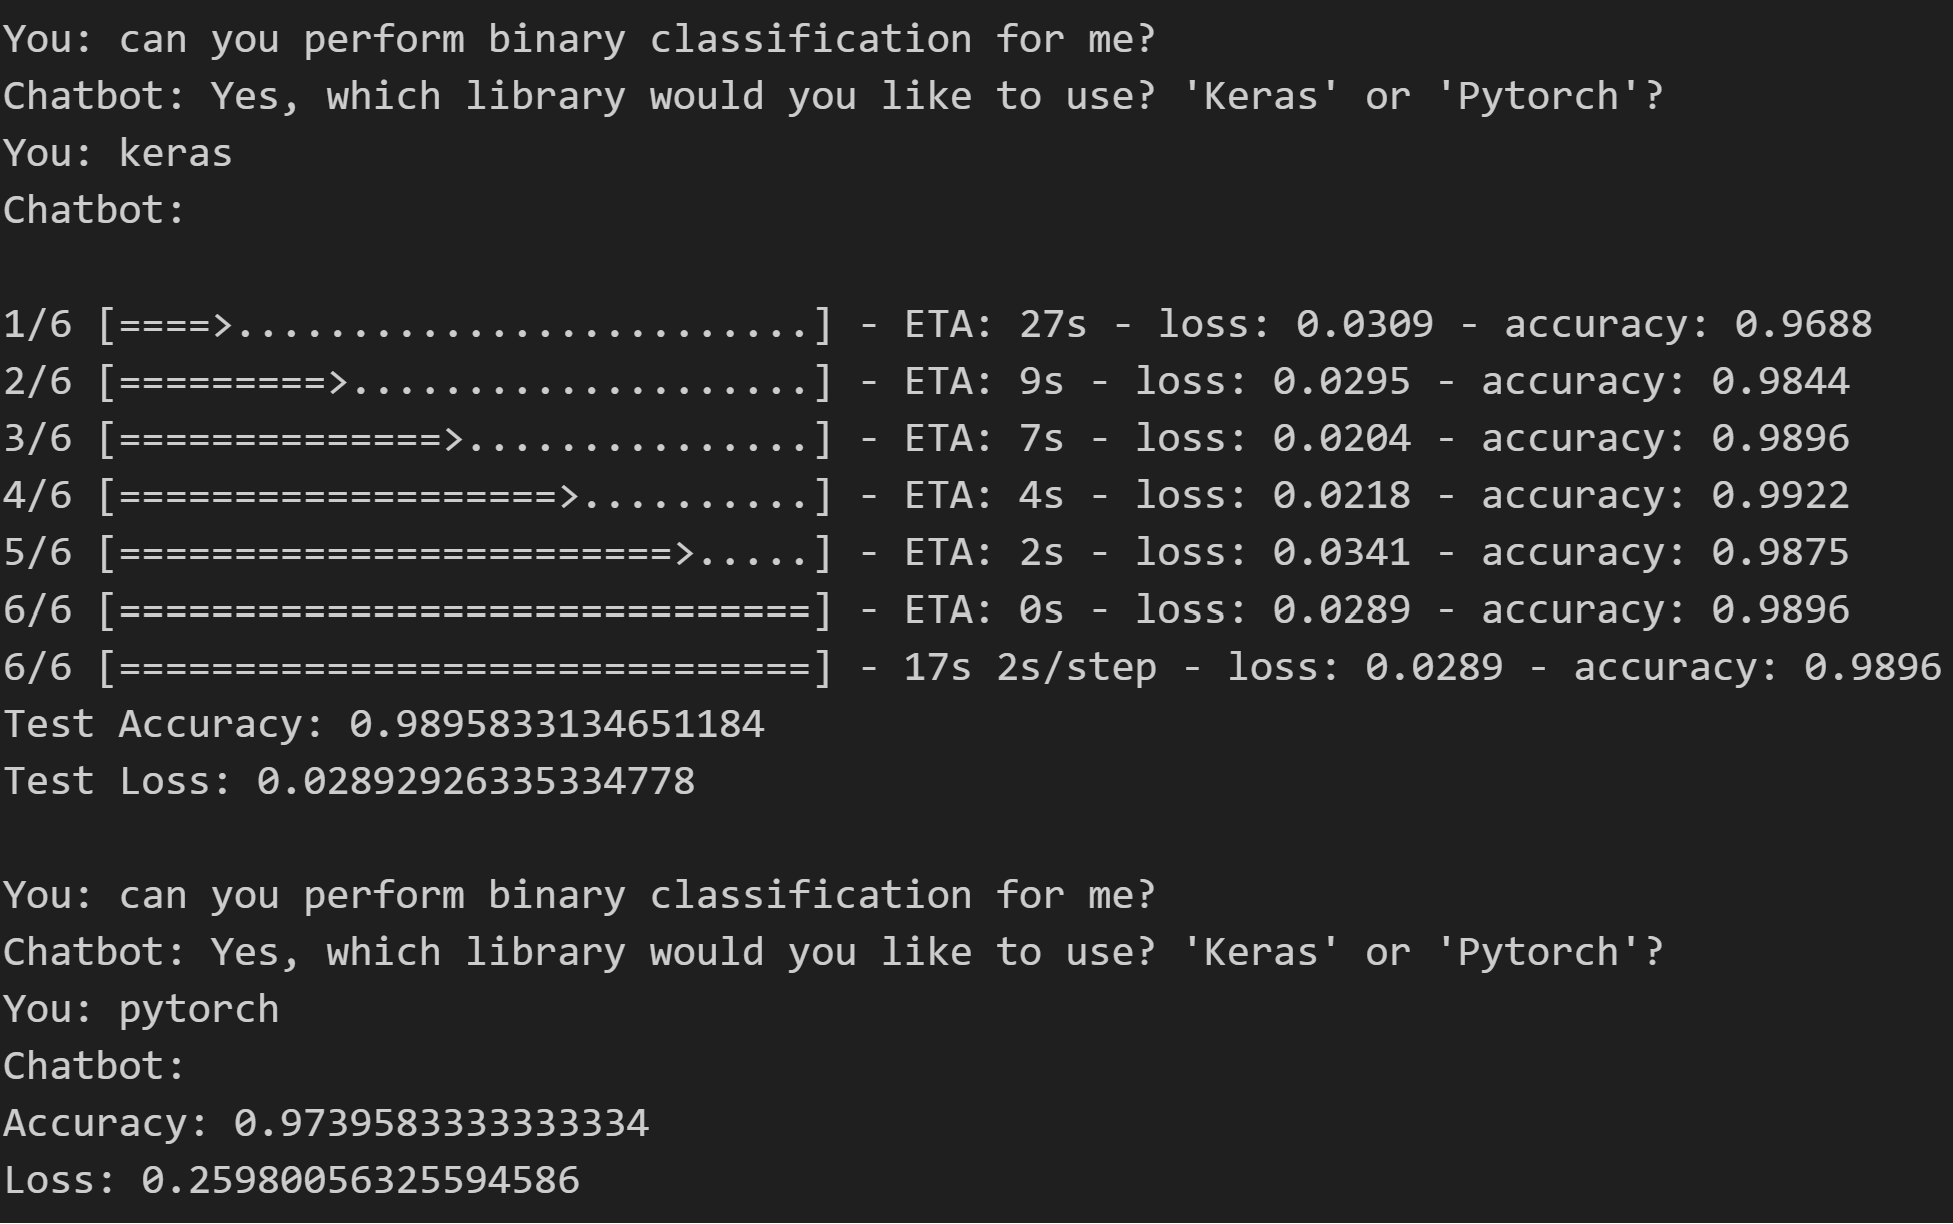 You: can you perform binary classification for me?
Chatbot: Yes, which library would you like to use? 'Keras' or 'Pytorch'?
You: keras
Chatbot:
1/6 [====>.........................] - ETA: 27s - loss: 0.0309 - accuracy: 0.9688
2/6 [=========>....................] - ETA: 9s - loss: 0.0295 - accuracy: 0.9844
3/6 [==============>...............] - ETA: 7s - loss: 0.0204 - accuracy: 0.9896
4/6 [===================>..........] - ETA: 4s - loss: 0.0218 - accuracy: 0.9922
5/6 [========================>.....] - ETA: 2s - loss: 0.0341 - accuracy: 0.9875
6/6 [==============================] - ETA: 0s - loss: 0.0289 - accuracy: 0.9896
6/6 [==============================] - 17s 2s/step - loss: 0.0289 - accuracy: 0.9896
Test Accuracy: 0.9895833134651184
Test Loss: 0.02892926335334778
You: can you perform binary classification for me?
Chatbot: Yes, which library would you like to use? 'Keras' or 'Pytorch'?
You: pytorch
Chatbot:
Accuracy: 0.9739583333333334
Loss: 0.25980056325594586